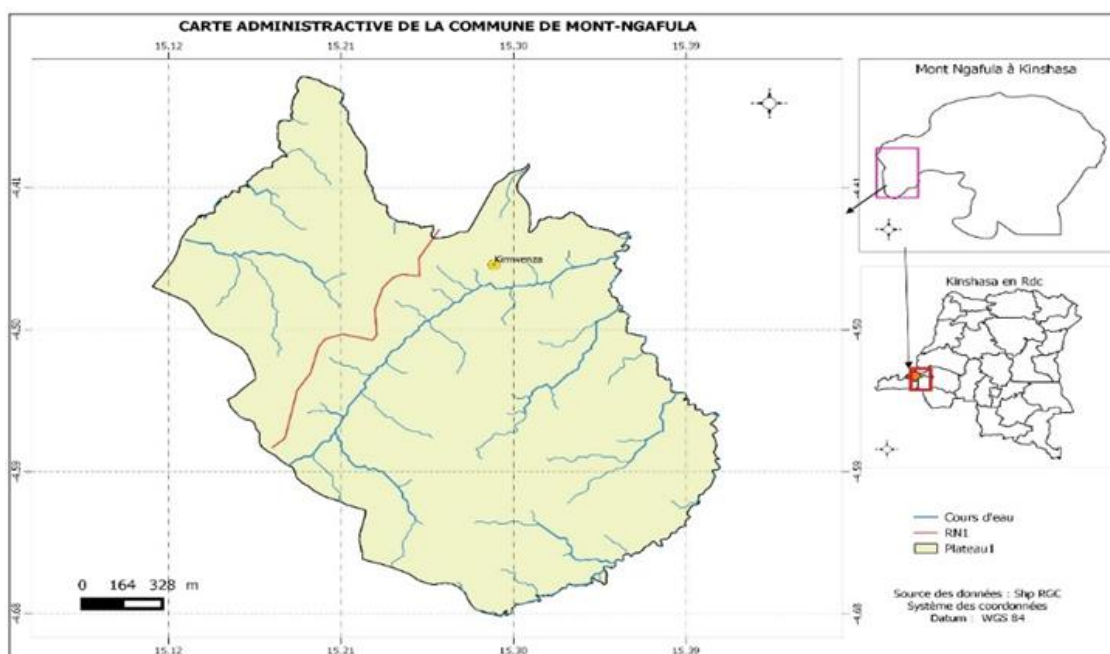 CARTE ADMINISTRACTIVE DE LA COMMUNE DE MONT-NGAFULA
15.12 15.21 15.30 15.39
Mont Ngafula à Kinshasa
-4.41 -4.41
Kimwenza
Kinshasa en Rdc
-4.50 -4.50
-4.59 -4.59
Cours d'eau
RN1
Plateau1
0 164 328 m
Source des données : Shp RGC
Système des coordonnées
Datum : WGS 84
-4.68 -4.68
15.12 15.21 15.30 15.39